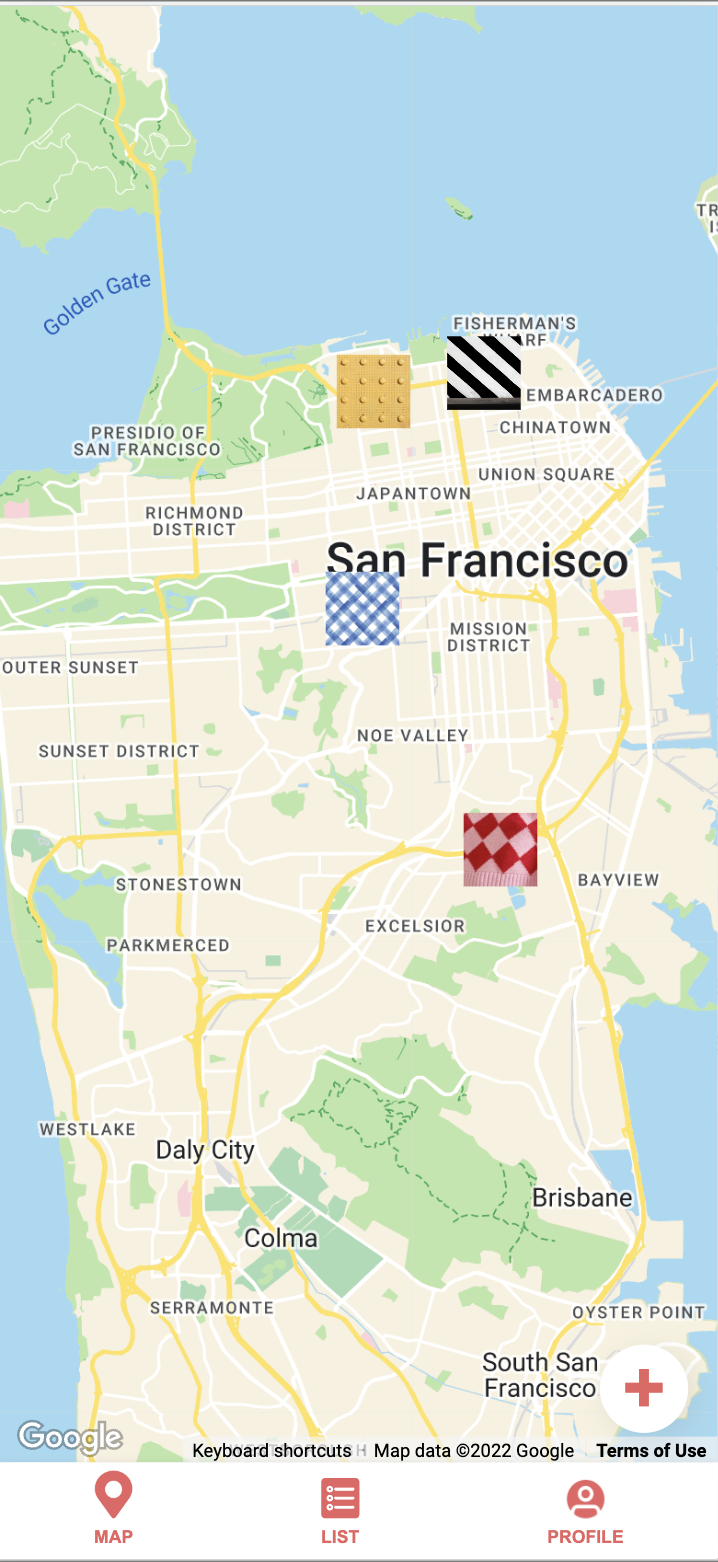 Golden Gate
TR
IS
FISHERMAN'S
WHARF
EMBARCADERO
CHINATOWN
PRESIDIO OF
SAN FRANCISCO
UNION SQUARE
JAPANTOWN
RICHMOND
DISTRICT
San Francisco
MISSION
DISTRICT
OUTER SUNSET
NOE VALLEY
SUNSET DISTRICT
STONESTOWN
BAYVIEW
EXCELSIOR
PARKMERCED
WESTLAKE
Daly City
Brisbane
Colma
SERRAMONTE
OYSTER POINT
South San
Francisco
Google
Keyboard shortcuts Map data ©2022 Google Terms of Use
MAP LIST PROFILE